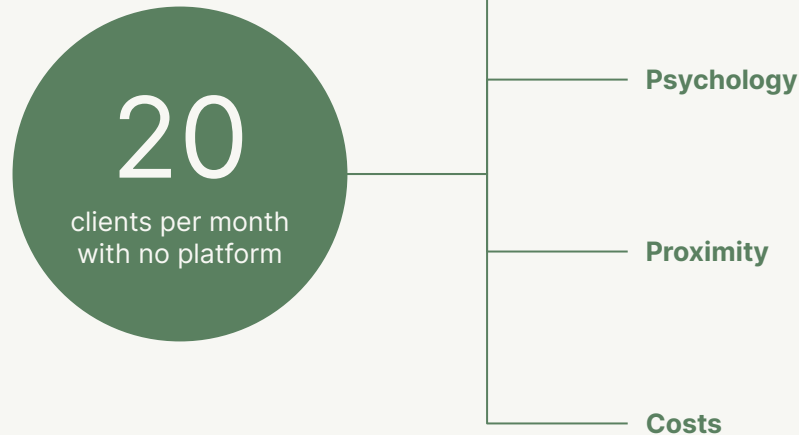 20
clients per month
with no platform
Psychology
Proximity
Costs